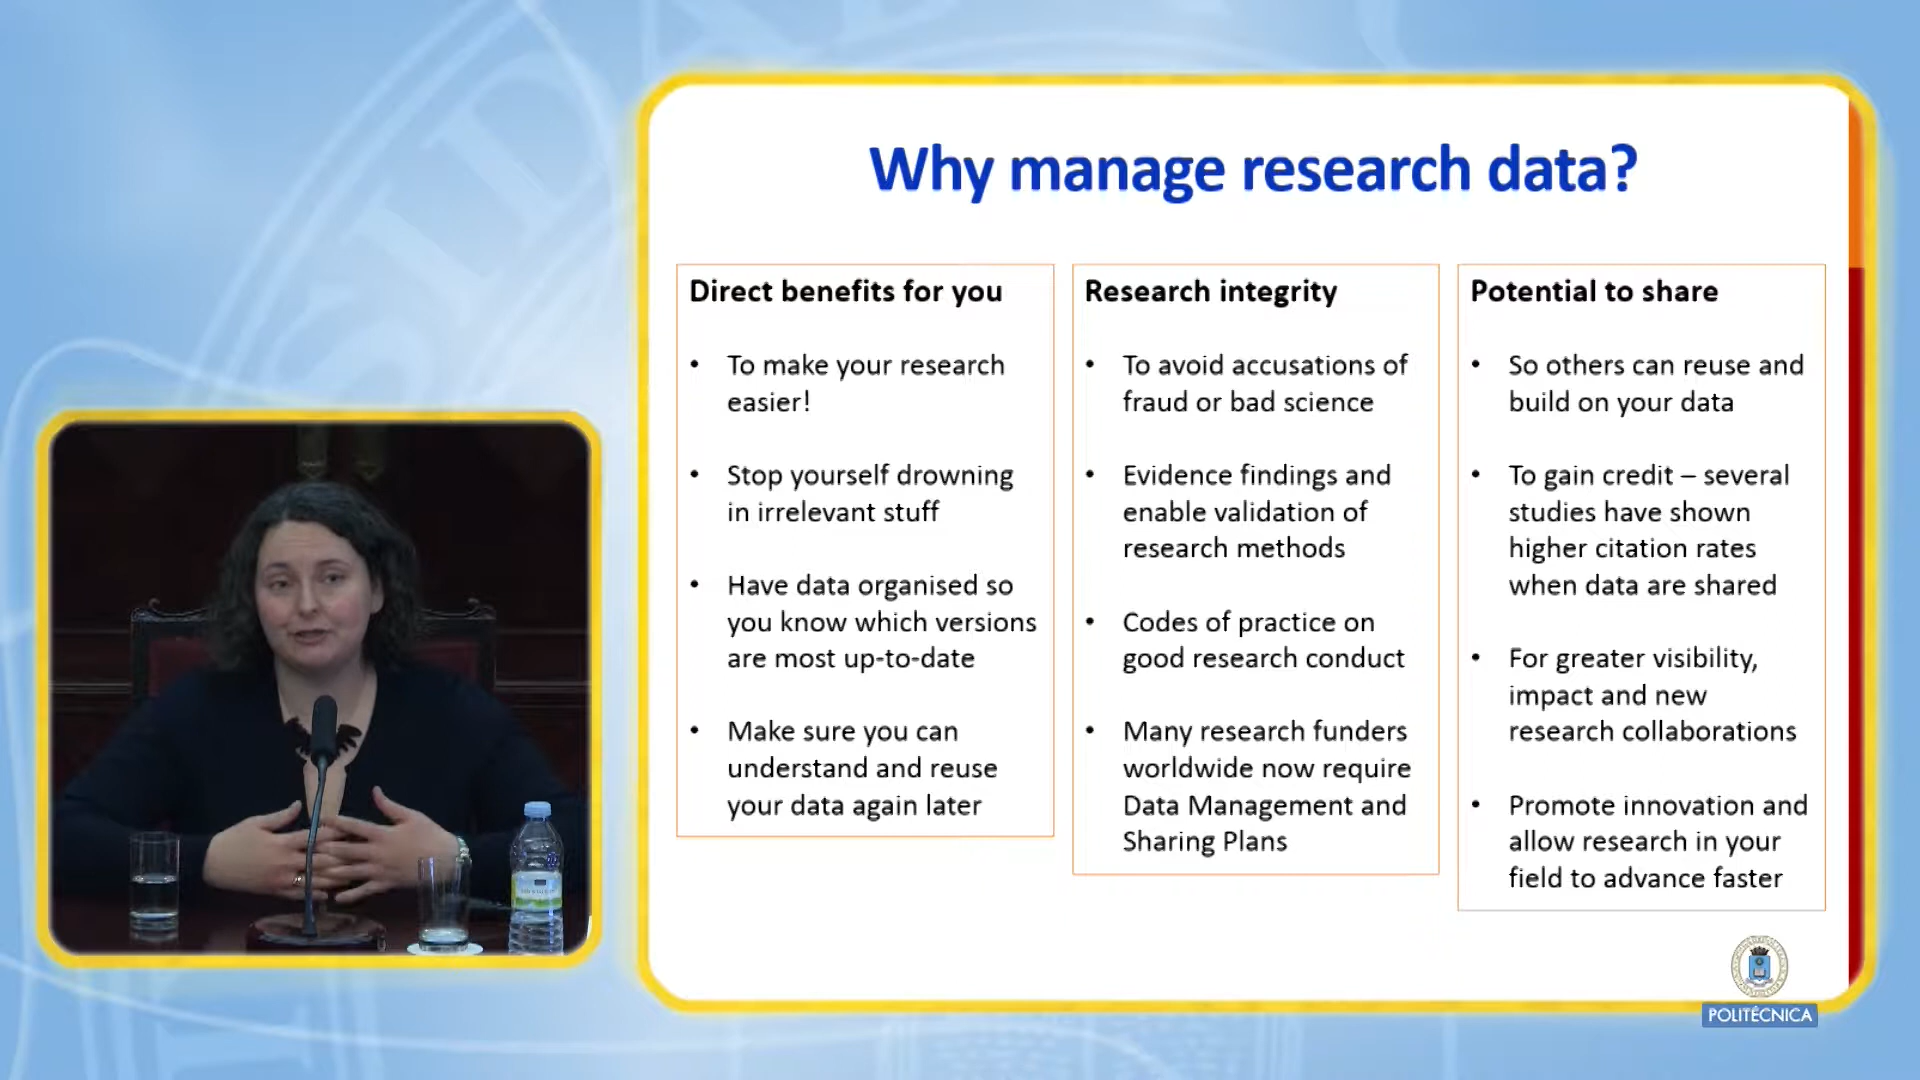 Why manage research data?
Direct benefits for you
• To make your research
easier!
• Stop yourself drowning
in irrelevant stuff
• Have data organised so
you know which versions
are most up-to-date
• Make sure you can
understand and reuse
your data again later
Research integrity
• To avoid accusations of
fraud or bad science
• Evidence findings and
enable validation of
research methods
• Codes of practice on
good research conduct
• Many research funders
worldwide now require
Data Management and
Sharing Plans
Potential to share
• So others can reuse and
build on your data
• To gain credit – several
studies have shown
higher citation rates
when data are shared
• For greater visibility,
impact and new
research collaborations
• Promote innovation and
allow research in your
field to advance faster
POLITÉCNICA